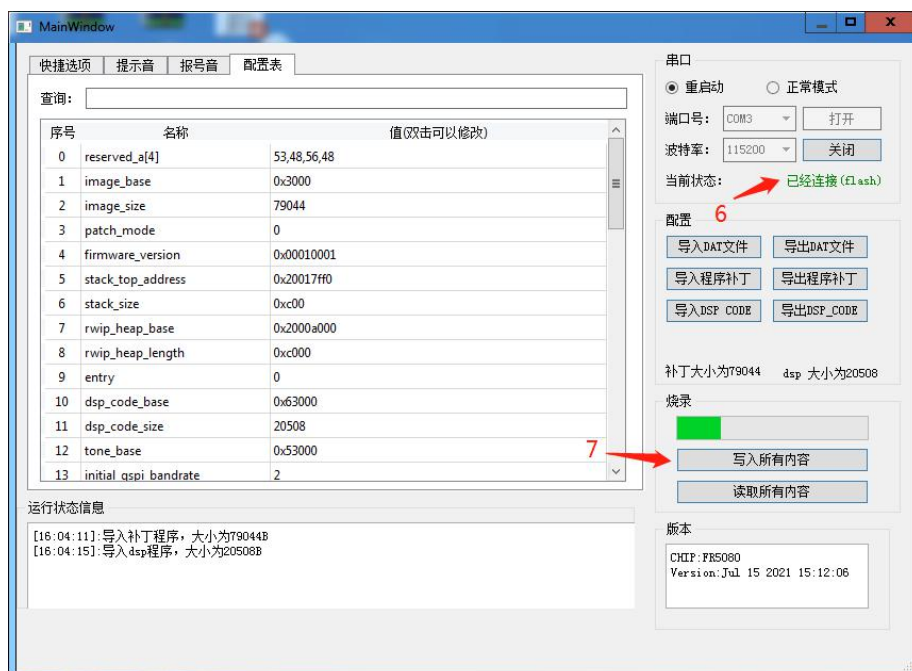 MainWindow
快捷选项 提示音 报号音 配置表
查询:
序号 名称 值(双击可以修改)
0 reserved_a[4] 53,48,56,48
1 image_base 0x3000
2 image_size 79044
3 patch_mode 0
4 firmware_version 0x00010001
5 stack_top_address 0x20017ff0
6 stack_size 0xc00
7 rwip_heap_base 0x2000a000
8 rwip_heap_length 0xc000
9 entry 0
10 dsp_code_base 0x63000
11 dsp_code_size 20508
12 tone_base 0x53000
13 initial_qspi_bandrate 2
运行状态信息
[16:04:11]:导入补丁程序，大小为79044B
[16:04:15]:导入dsp程序，大小为20508B
串口
重启动 正常模式
端口号: COM3 打开
波特率: 115200 关闭
当前状态: 已经连接(flash)
6
配置
导入DAT文件 导出DAT文件
导入程序补丁 导出程序补丁
导入DSP CODE 导出DSP_CODE
补丁大小为79044 dsp 大小为20508
烧录
7
写入所有内容
读取所有内容
版本
CHIP:FR5080
Version:Jul 15 2021 15:12:06